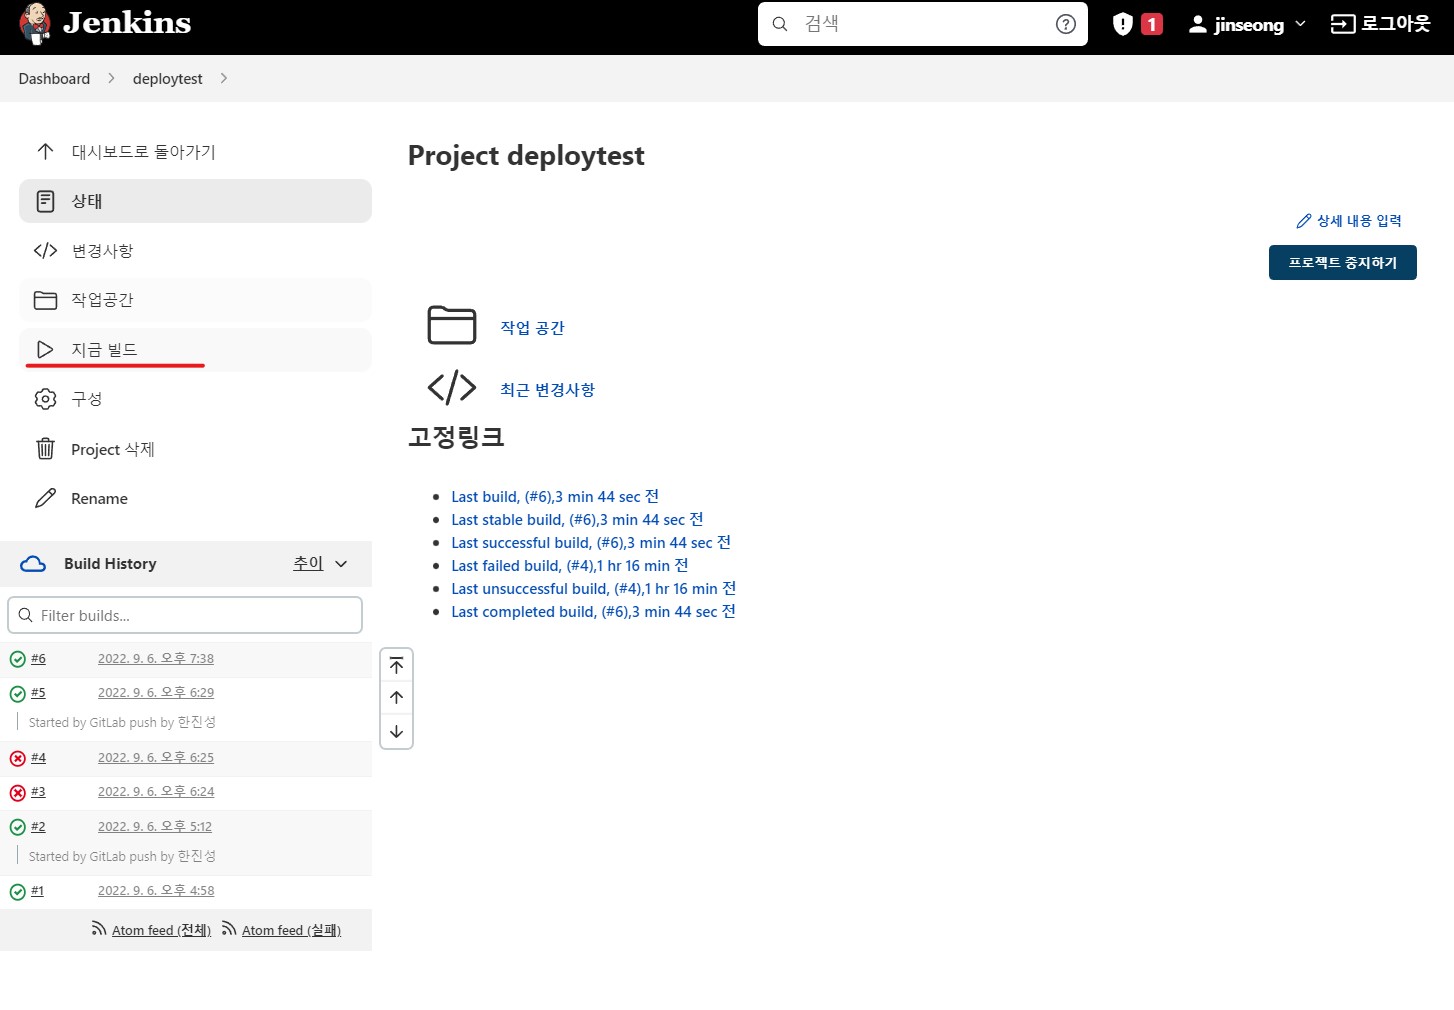 Jenkins
검색
1
jinseong
로그아웃
Dashboard
deploytest
대시보드로 돌아가기
상태
변경사항
작업공간
지금 빌드
구성
Project 삭제
Rename
Build History
추이
Filter builds...
#6 2022. 9. 6. 오후 7:38
#5 2022. 9. 6. 오후 6:29
Started by GitLab push by 한진성
#4 2022. 9. 6. 오후 6:25
#3 2022. 9. 6. 오후 6:24
#2 2022. 9. 6. 오후 5:12
Started by GitLab push by 한진성
#1 2022. 9. 6. 오후 4:58
Atom feed (전체) Atom feed (실패)
Project deploytest
상세 내용 입력
프로젝트 중지하기
작업 공간
최근 변경사항
고정링크
Last build, (#6),3 min 44 sec 전
Last stable build, (#6),3 min 44 sec 전
Last successful build, (#6),3 min 44 sec 전
Last failed build, (#4),1 hr 16 min 전
Last unsuccessful build, (#4),1 hr 16 min 전
Last completed build, (#6),3 min 44 sec 전